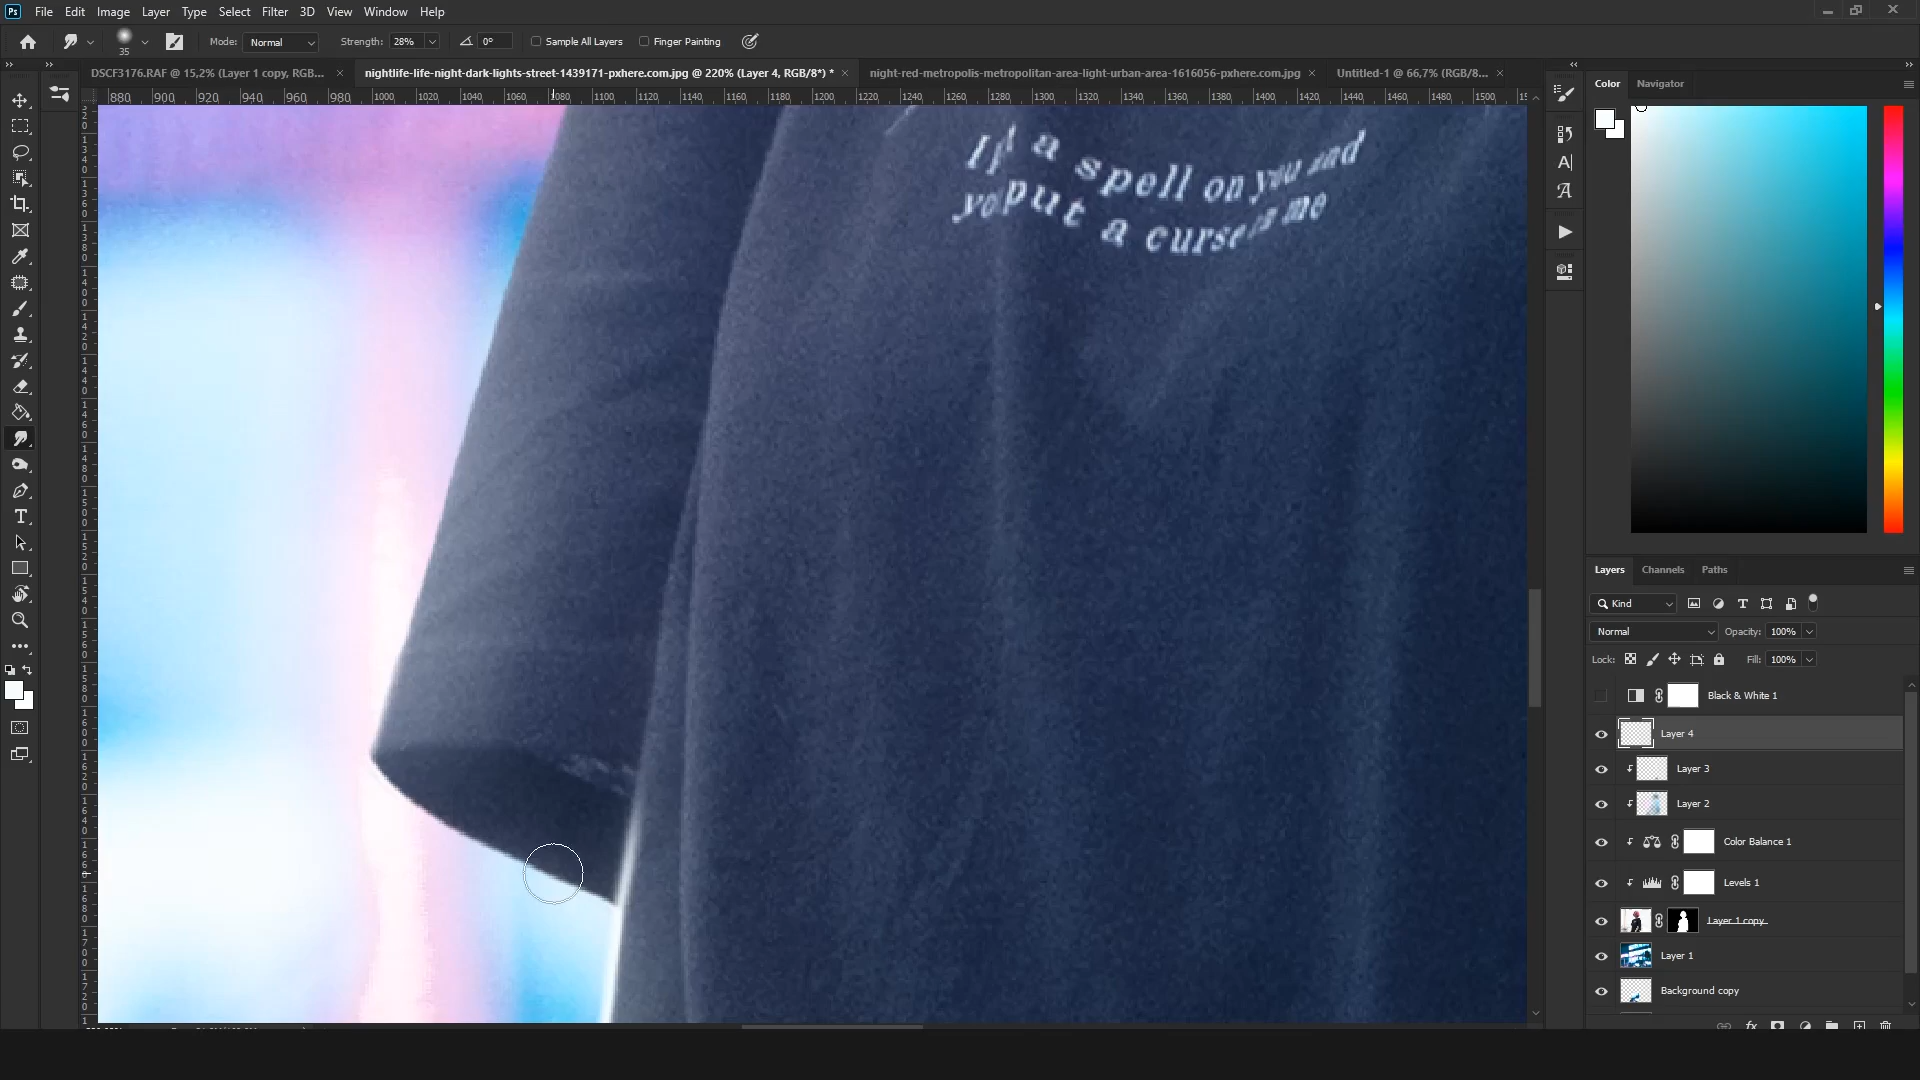 File Edit Image Layer Type Select Filter 3D View Window Help
35 Mode: Normal Strength: 28% 0° Sample All Layers Finger Painting
DSCF3176.RAF @ 15,2% (Layer 1 copy, RGB... nightlife-life-night-dark-lights-street-1439171-pxhere.com.jpg @ 220% (Layer 4, RGB/8*) * night-red-metropolis-metropolitan-area-light-urban-area-1616056-pxhere.com.jpg Untitled-1 @ 66,7% (RGB/8...
880 900 920 940 960 980 1000 1020 1040 1060 1080 1100 1120 1140 1160 1180 1200 1220 1240 1260 1280 1300 1320 1340 1360 1380 1400 1420 1440 1460 1480 1500
a spell on you and
put a curse on me
Color Navigator
Layers Channels Paths
Kind
Normal Opacity: 100%
Lock: Fill: 100%
Black & White 1
Layer 4
Layer 3
Layer 2
Color Balance 1
Levels 1
Layer 1 copy
Layer 1
Background copy